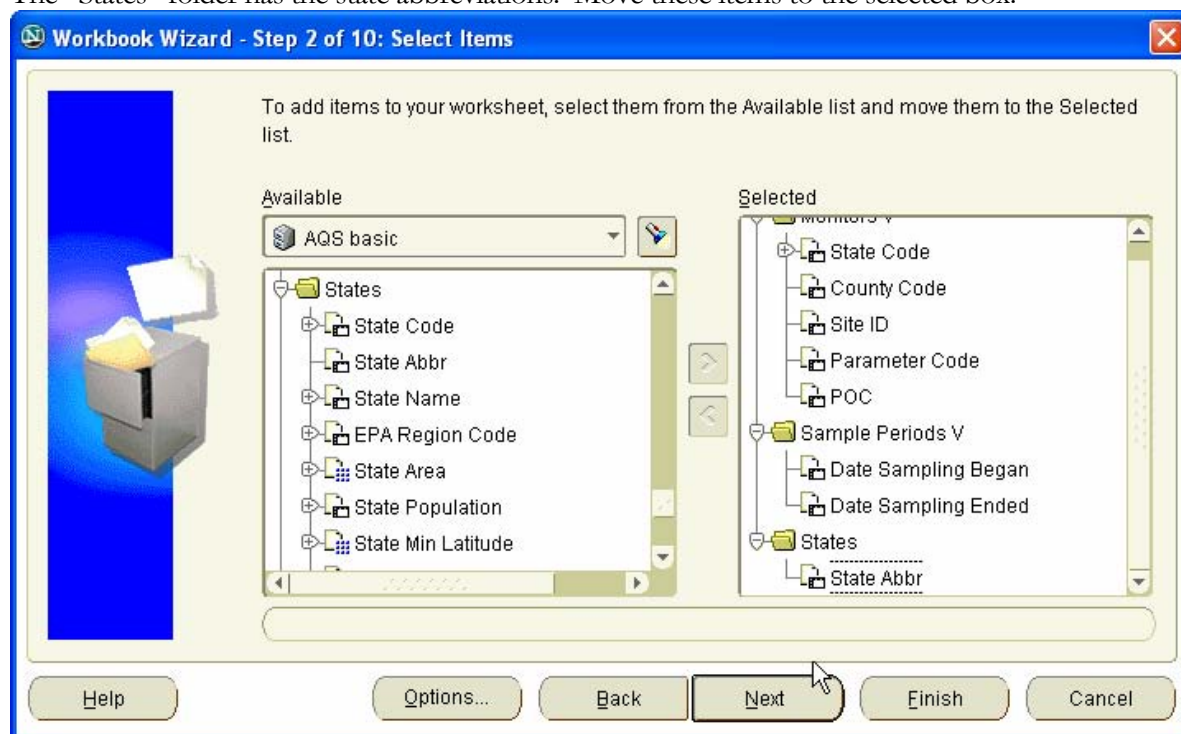 The "States" folder has the state abbreviations. Move these items to the selected box.
Workbook Wizard - Step 2 of 10: Select Items
To add items to your worksheet, select them from the Available list and move them to the Selected
list.
Available
AQS basic
States
State Code
State Abbr
State Name
EPA Region Code
State Area
State Population
State Min Latitude
Selected
Monitors V
State Code
County Code
Site ID
Parameter Code
POC
Sample Periods V
Date Sampling Began
Date Sampling Ended
States
State Abbr
Help
Options...
Back
Next
Finish
Cancel